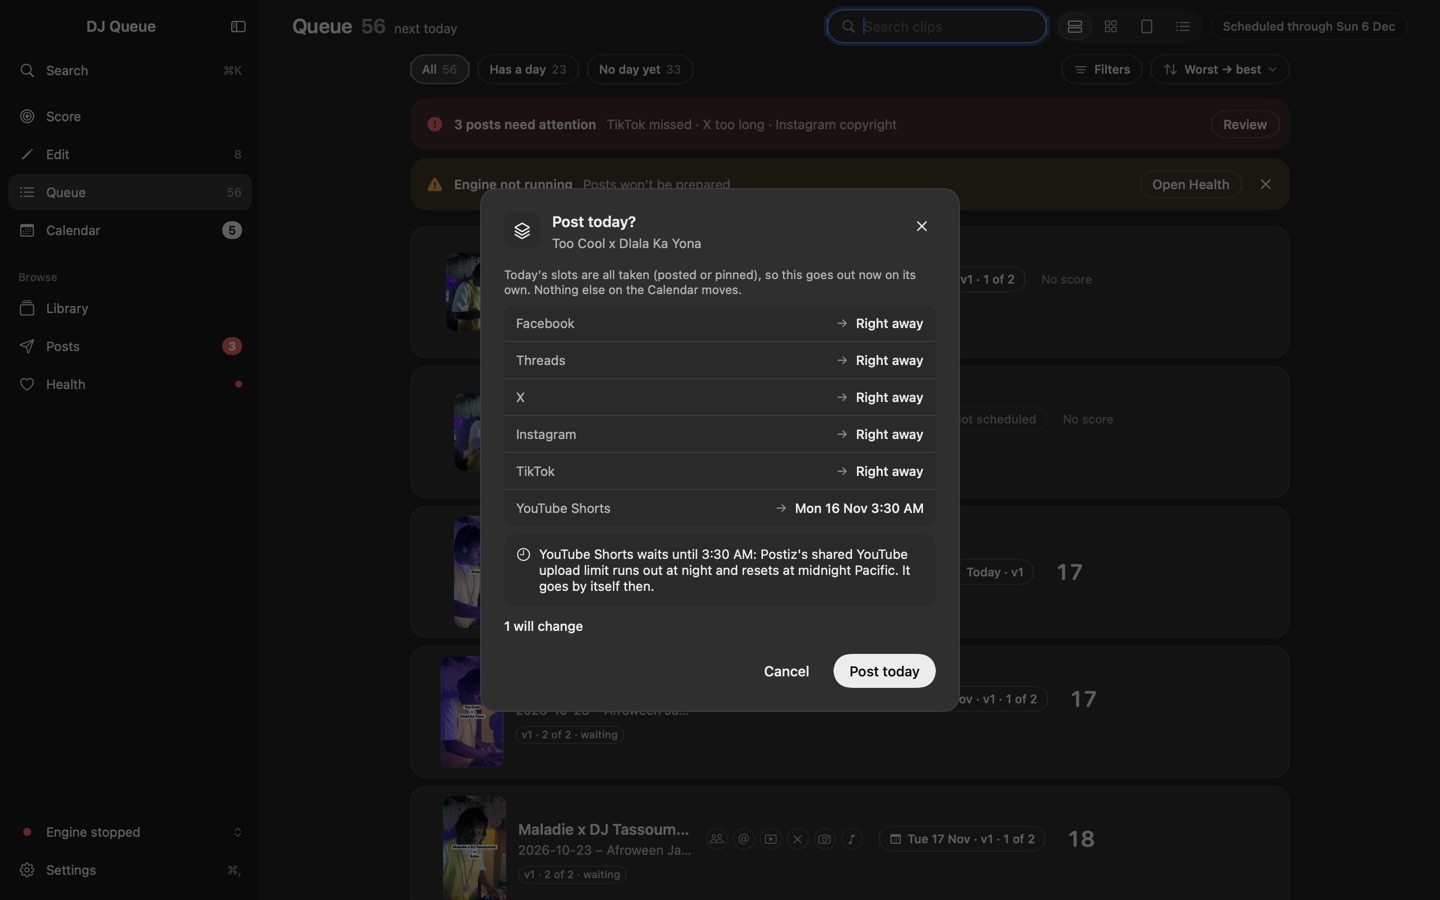 DJ Queue
Search ⌘K
Score
Edit 8
Queue 56
Calendar 5
Browse
Library
Posts 3
Health
Engine stopped
Settings ⌘,
Queue 56 next today
Search clips
Scheduled through Sun 6 Dec
All 56
Has a day 23
No day yet 33
Filters
Worst → best
3 posts need attention TikTok missed · X too long · Instagram copyright
Review
Engine not running Posts won't be prepared
Open Health
Post today?
Too Cool x Dlala Ka Yona
Today's slots are all taken (posted or pinned), so this goes out now on its
own. Nothing else on the Calendar moves.
Facebook → Right away
Threads → Right away
X → Right away
Instagram → Right away
TikTok → Right away
YouTube Shorts → Mon 16 Nov 3:30 AM
YouTube Shorts waits until 3:30 AM: Postiz's shared YouTube
upload limit runs out at night and resets at midnight Pacific. It
goes by itself then.
1 will change
Cancel
Post today
v1 · 1 of 2 No score
scheduled No score
Today · v1 17
v1 · 1 of 2 17
2026-10-23 – Afroween Ja...
v1 · 2 of 2 · waiting
Maladie x DJ Tassoum...
2026-10-23 – Afroween Ja...
v1 · 2 of 2 · waiting
Tue 17 Nov · v1 · 1 of 2 18